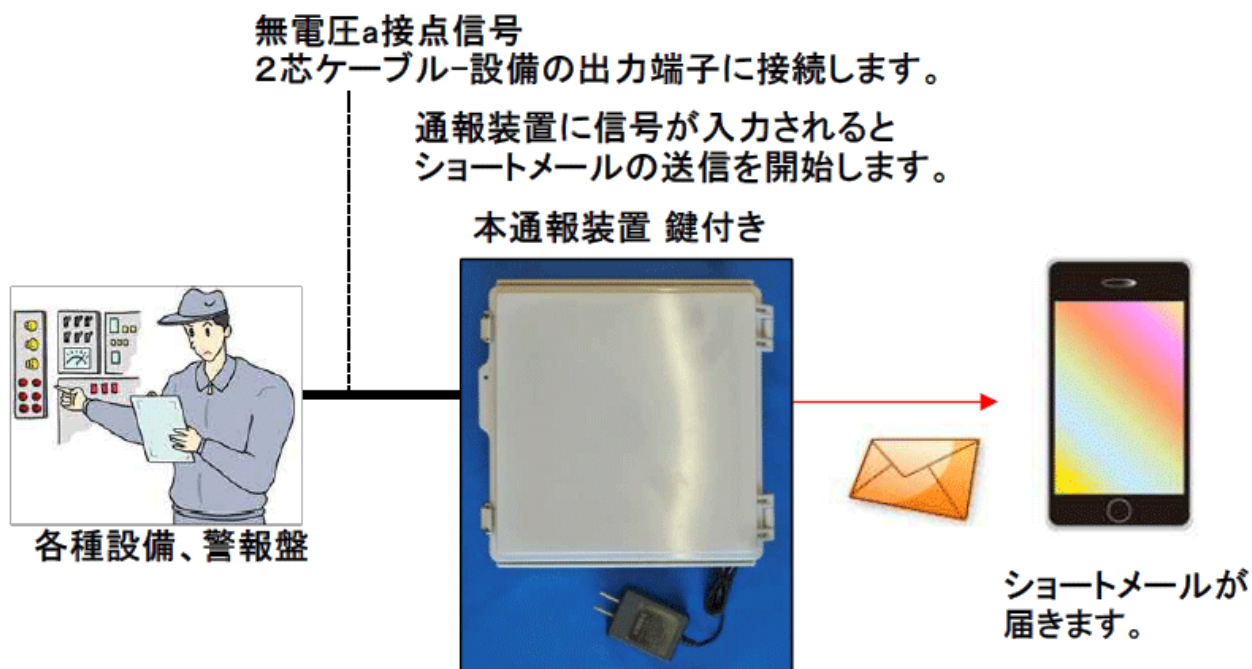 無電圧a接点信号
２芯ケーブル-設備の出力端子に接続します。
通報装置に信号が入力されると
ショートメールの送信を開始します。
本通報装置 鍵付き
各種設備、警報盤
ショートメールが
届きます。